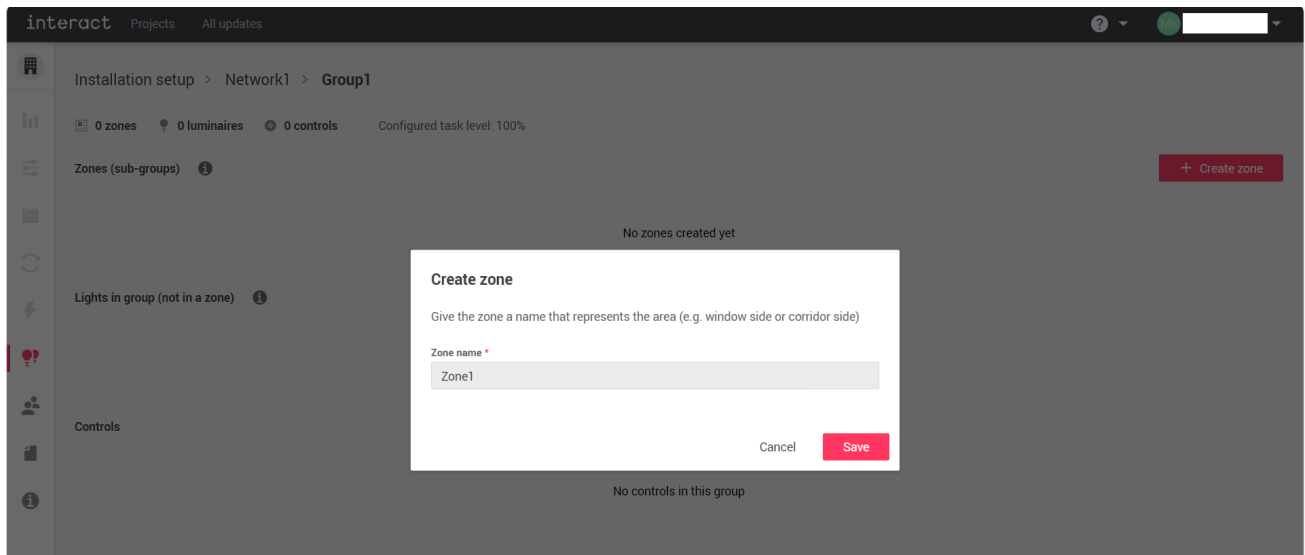 interact Projects All updates
Installation setup > Network1 > Group1
0 zones 0 luminaires 0 controls Configured task level: 100%
Zones (sub-groups)
+ Create zone
No zones created yet
Lights in group (not in a zone)
Create zone
Give the zone a name that represents the area (e.g. window side or corridor side)
Zone name *
Zone1
Cancel Save
Controls
No controls in this group